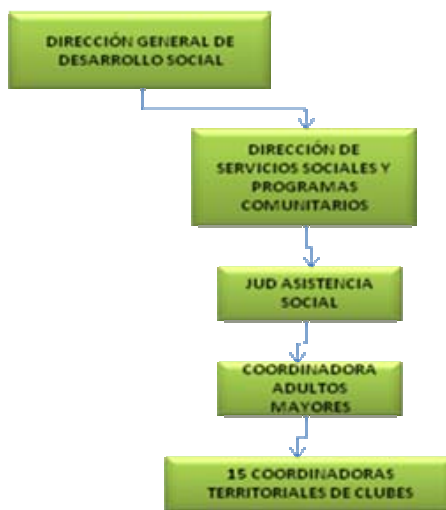 DIRECCIÓN GENERAL DE
DESARROLLO SOCIAL
DIRECCIÓN DE
SERVICIOS SOCIALES Y
PROGRAMAS
COMUNITARIOS
JUD ASISTENCIA
SOCIAL
COORDINADORA
ADULTOS
MAYORES
15 COORDINADORAS
TERRITORIALES DE CLUBES